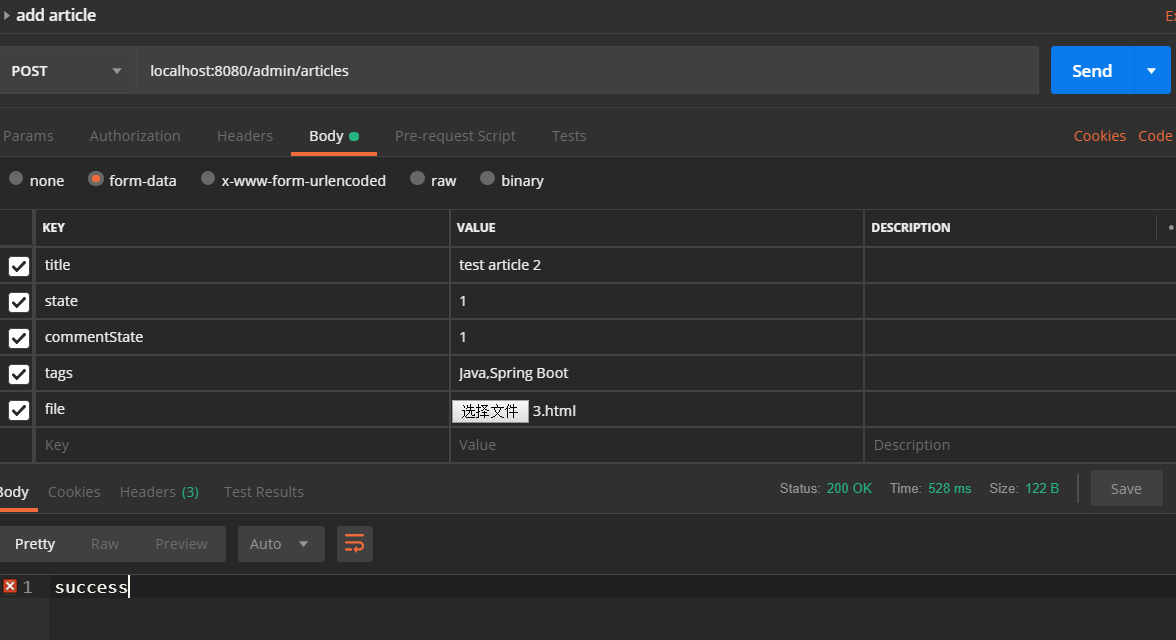 add article
Ex
POST localhost:8080/admin/articles Send
Params Authorization Headers Body Pre-request Script Tests Cookies Code
none form-data x-www-form-urlencoded raw binary
KEY VALUE DESCRIPTION
title test article 2
state 1
commentState 1
tags Java,Spring Boot
file 选择文件 3.html
Key Value Description
Body Cookies Headers (3) Test Results Status: 200 OK Time: 528 ms Size: 122 B Save
Pretty Raw Preview Auto
1 success